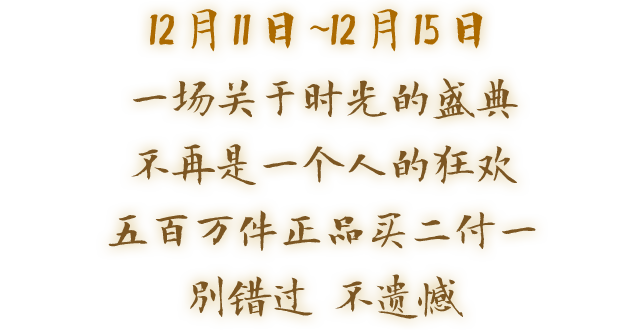 12月11日~12月15日
一场关于时光的盛典
不再是一个人的狂欢
五百万件正品买二付一
别错过 不遗憾